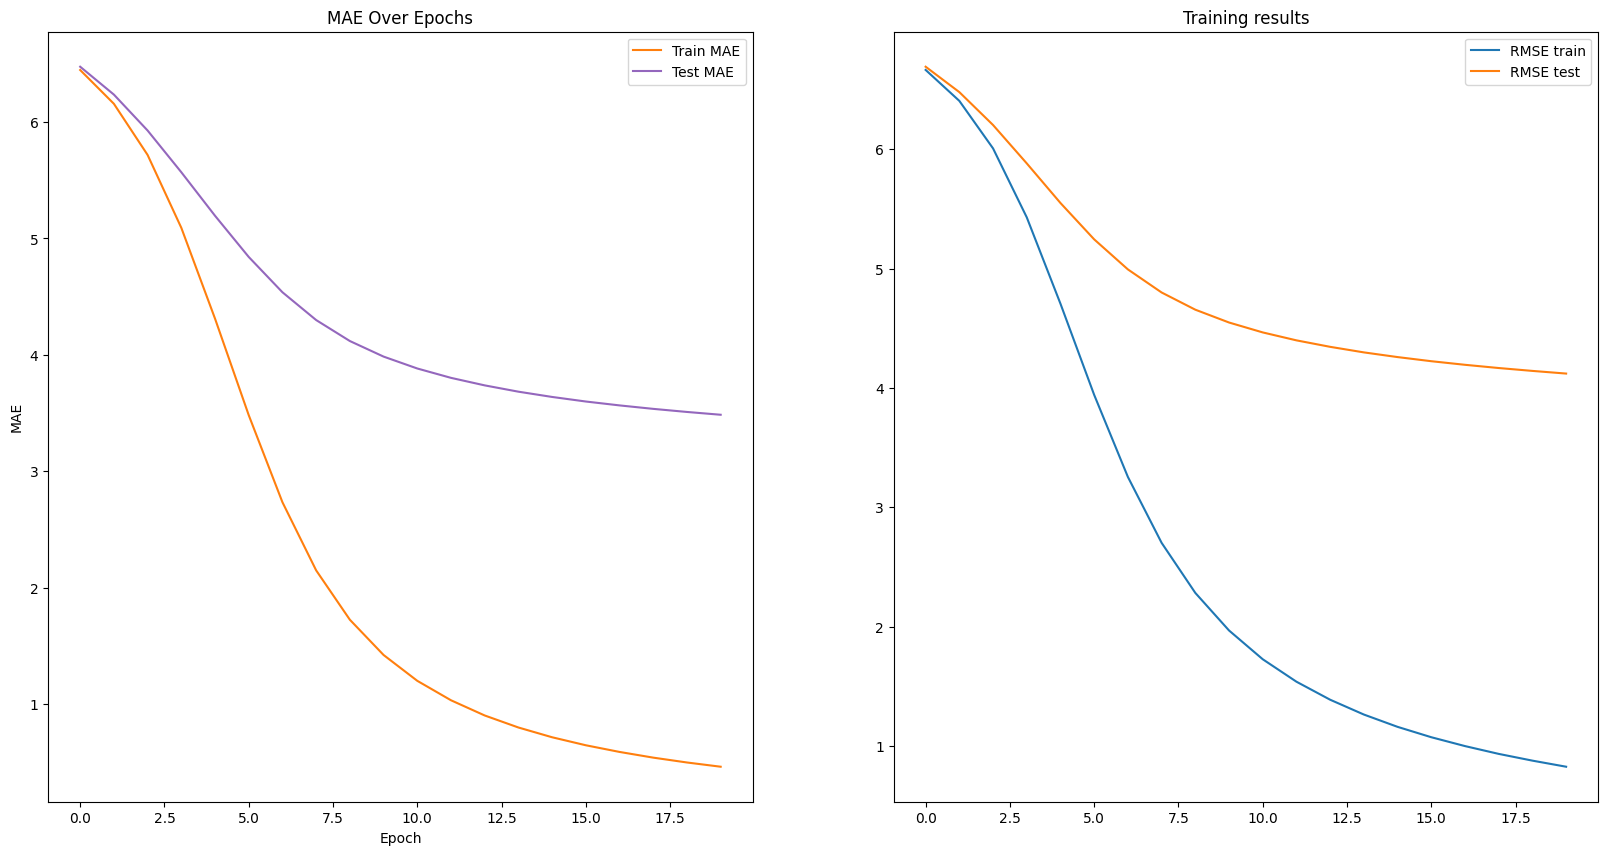 MAE Over Epochs
Train MAE
Test MAE
6
5
4
3
2
1
MAE
0.0 2.5 5.0 7.5 10.0 12.5 15.0 17.5
Epoch
Training results
RMSE train
RMSE test
6
5
4
3
2
1
0.0 2.5 5.0 7.5 10.0 12.5 15.0 17.5